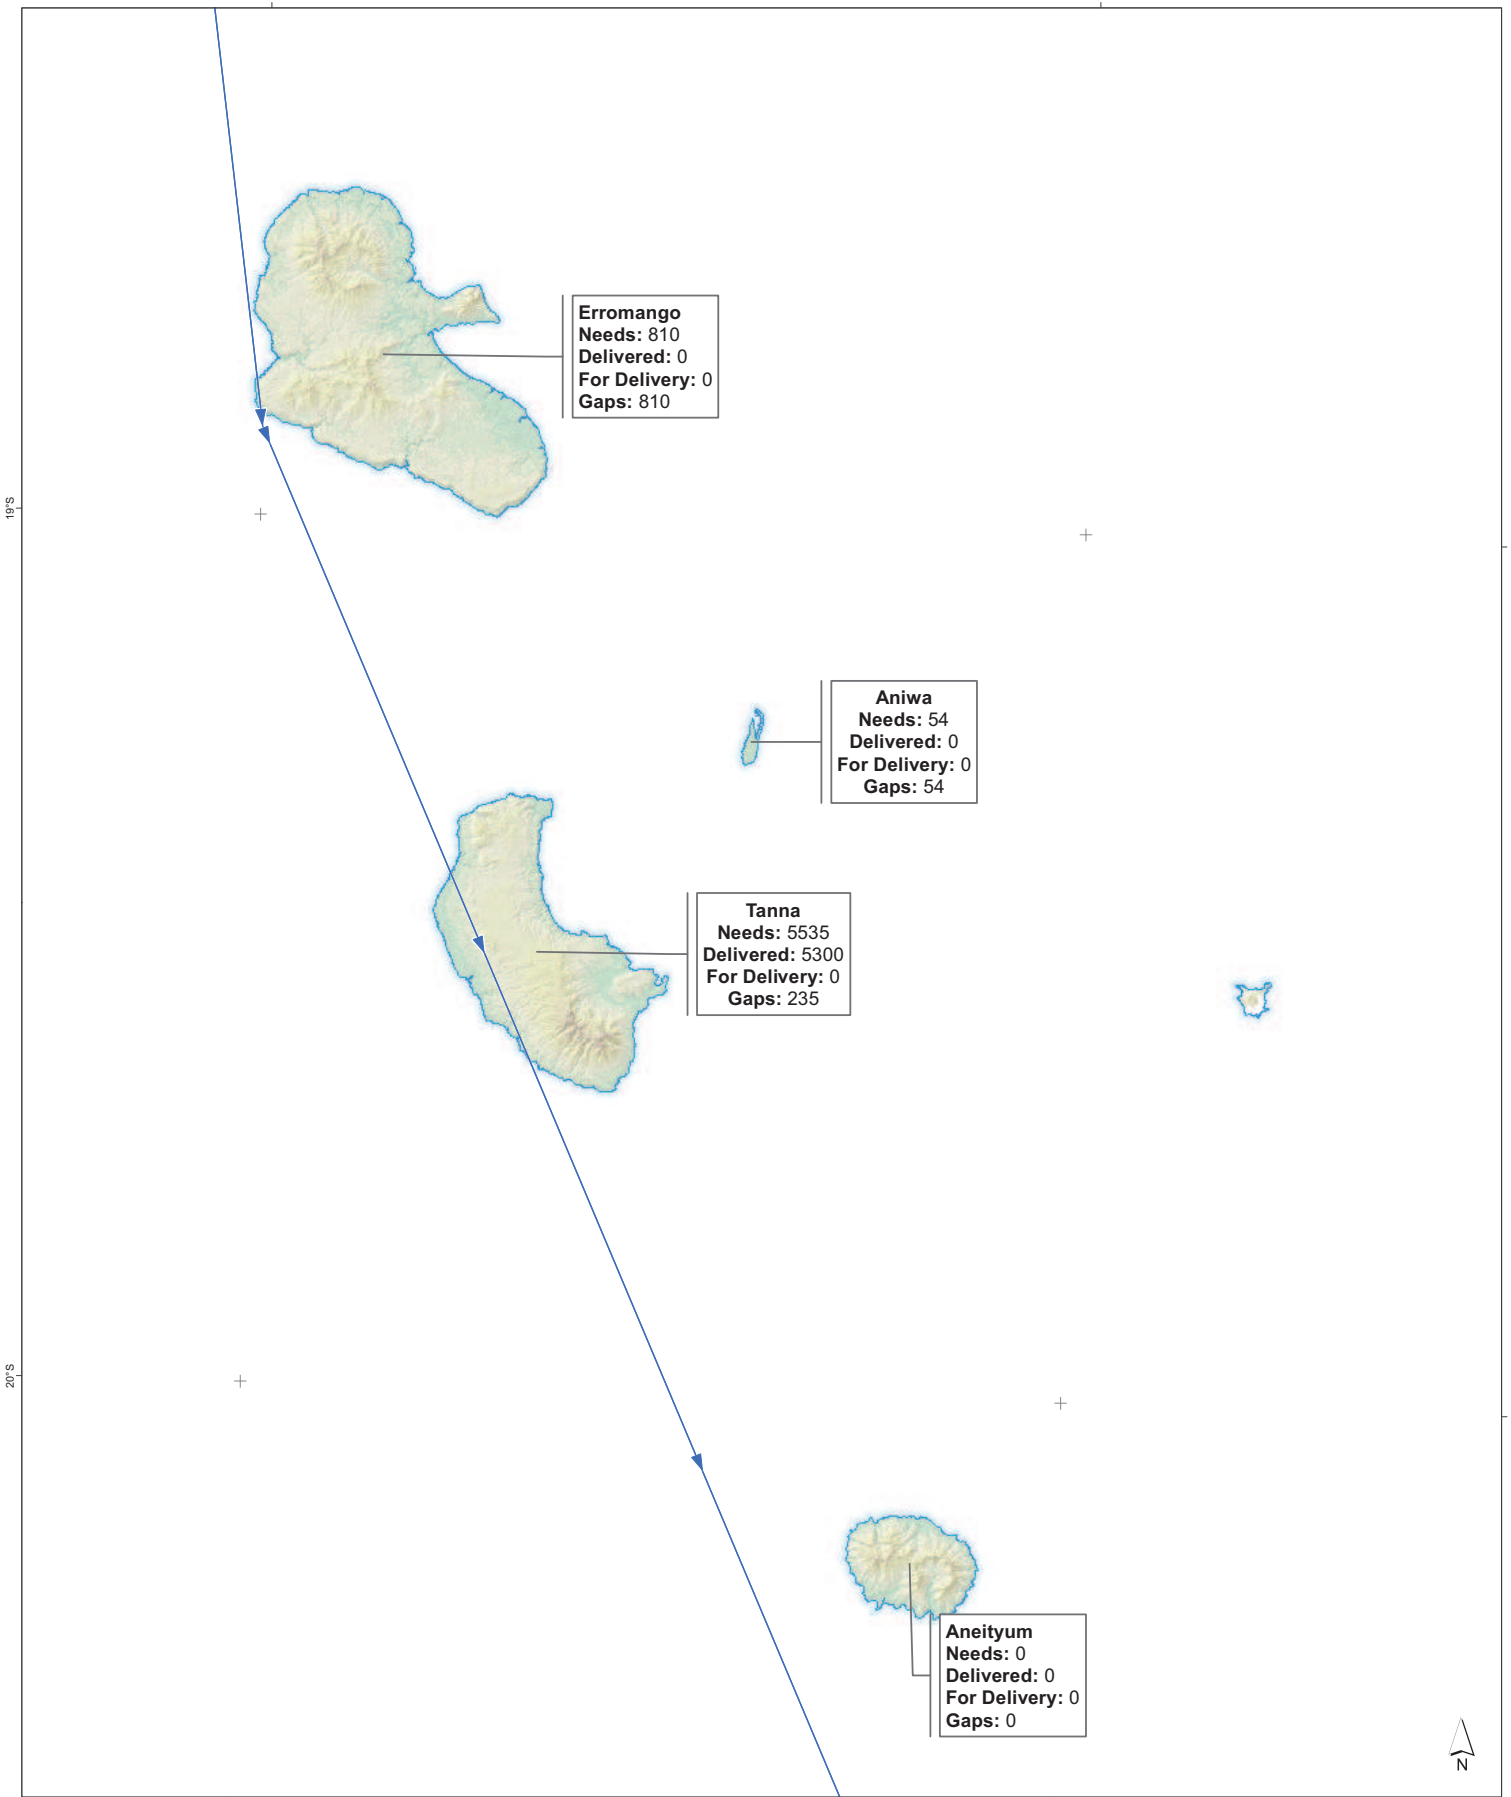 Erromango
Needs: 810
Delivered: 0
For Delivery: 0
Gaps: 810
19°S
Aniwa
Needs: 54
Delivered: 0
For Delivery: 0
Gaps: 54
Tanna
Needs: 5535
Delivered: 5300
For Delivery: 0
Gaps: 235
20°S
Aneityum
Needs: 0
Delivered: 0
For Delivery: 0
Gaps: 0
N